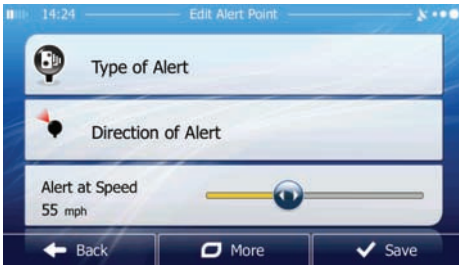 14:24 Edit Alert Point
Type of Alert
Direction of Alert
Alert at Speed
55 mph
Back More Save